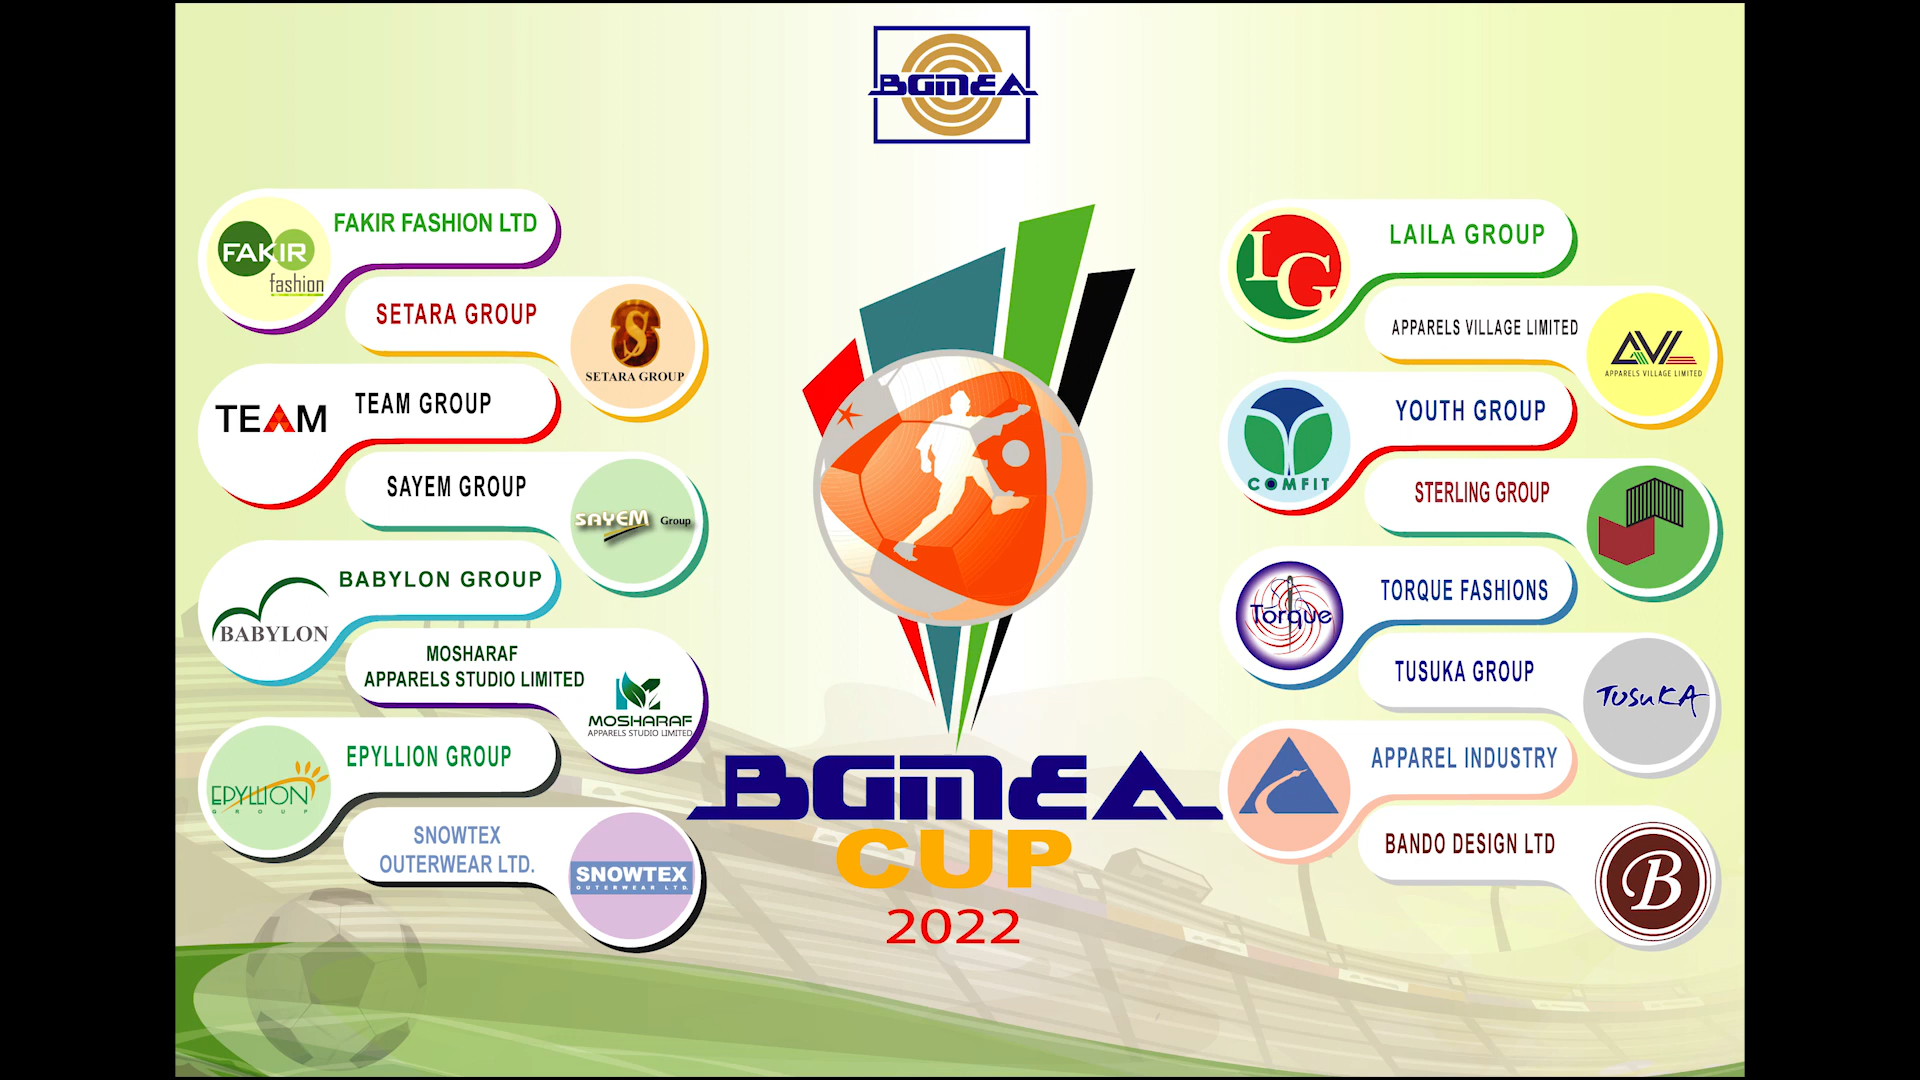 BGMEA
FAKIR fashion
FAKIR FASHION LTD
SETARA GROUP
S
SETARA GROUP
TEAM
TEAM GROUP
SAYEM GROUP
SAYEM Group
BABYLON
BABYLON GROUP
MOSHARAF
APPARELS STUDIO LIMITED
MOSHARAF
APPARELS STUDIO LIMITED
EPYLLION
GROUP
EPYLLION GROUP
SNOWTEX
OUTERWEAR LTD.
SNOWTEX
OUTERWEAR LTD.
BGMEA
CUP
2022
LG
LAILA GROUP
APPARELS VILLAGE LIMITED
AVL
APPARELS VILLAGE LIMITED
COMFIT
YOUTH GROUP
STERLING GROUP
Torque
TORQUE FASHIONS
TUSUKA GROUP
TUSUKA
APPAREL INDUSTRY
BANDO DESIGN LTD
B